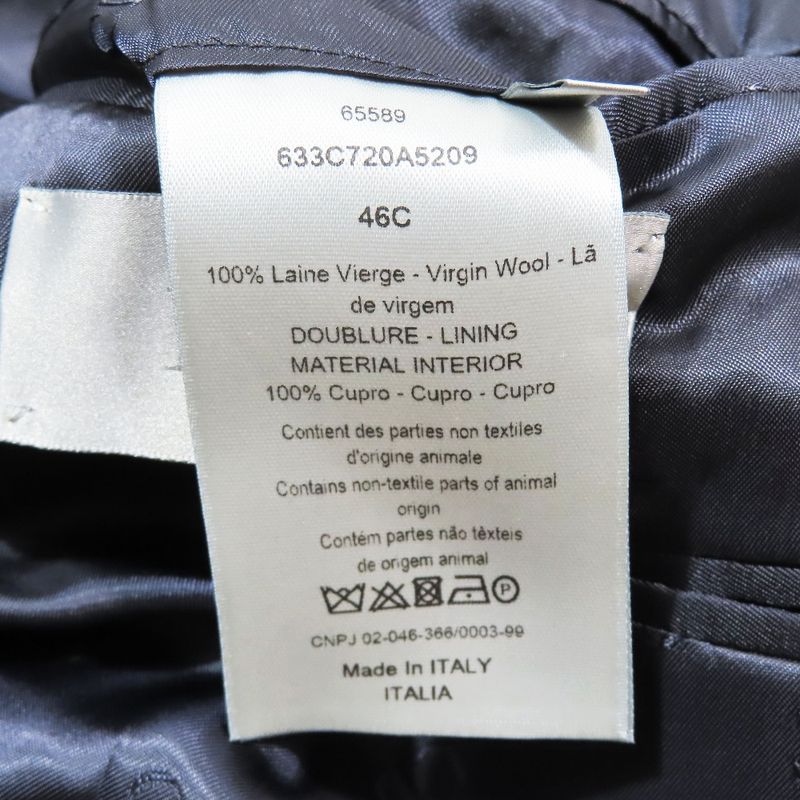 65589
633C720A5209
46C
100% Laine Vierge - Virgin Wool - Lã
de virgem
DOUBLURE - LINING
MATERIAL INTERIOR
100% Cupro - Cupro - Cupro
Contient des parties non textiles
d'origine animale
Contains non-textile parts of animal
origin
Contém partes não têxteis
de origem animal
P
CNPJ 02-046-366/0003-99
Made In ITALY
ITALIA